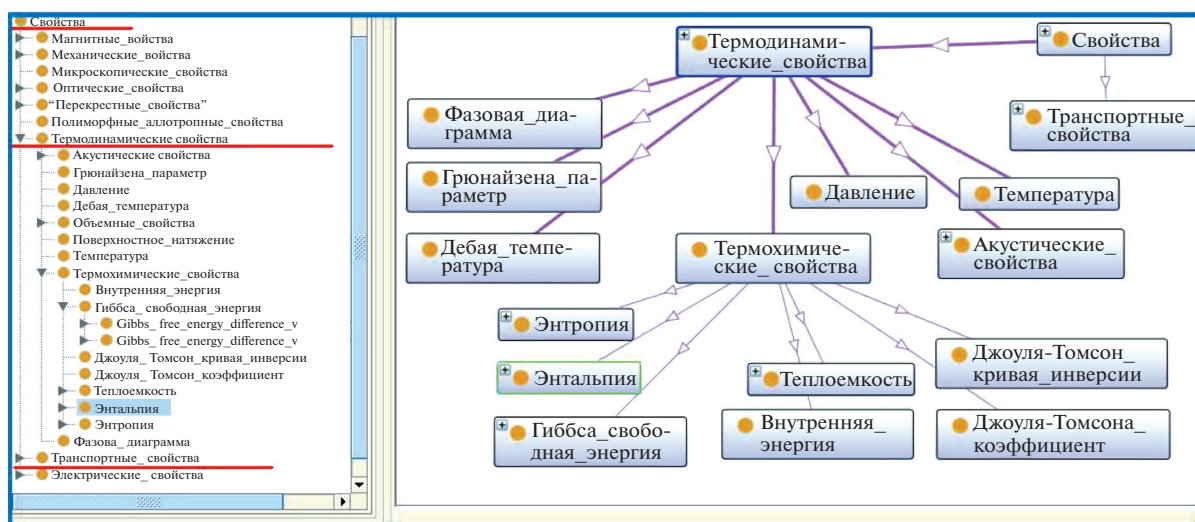 Свойства
Магнитные_войства
Механические_войства
Микроскопические_свойства
Оптические_свойства
“Перекрестные_свойства”
Полиморфные_аллотропные_свойства
Термодинамические свойства
Акустические свойства
Грюнайзена_параметр
Давление
Дебая_температура
Объемные_свойства
Поверхностное_натяжение
Температура
Термохимические_свойства
Внутренняя_энергия
Гиббса_ свободная_энергия
Gibbs_ free_energy_difference_v
Gibbs_ free_energy_difference_v
Джоуля_ Томсон_кривая_инверсии
Джоуля_ Томсон_коэффициент
Теплоемкость
Энтальпия
Энтропия
Фазова_ диаграмма
Транспортные_ свойства
Электрические_ свойства
Термодинами-
ческие_свойства
Свойства
Фазовая_диа-
грамма
Транспортные_
свойства
Грюнайзена_па-
раметр
Давление
Температура
Дебая_темпе-
ратура
Термохимиче-
ские_ свойства
Акустические_
свойства
Энтропия
Энтальпия
Теплоемкость
Джоуля-Томсон_
кривая_инверсии
Гиббса_свобо-
дная_энергия
Внутренняя_
энергия
Джоуля-Томсона_
коэффициент